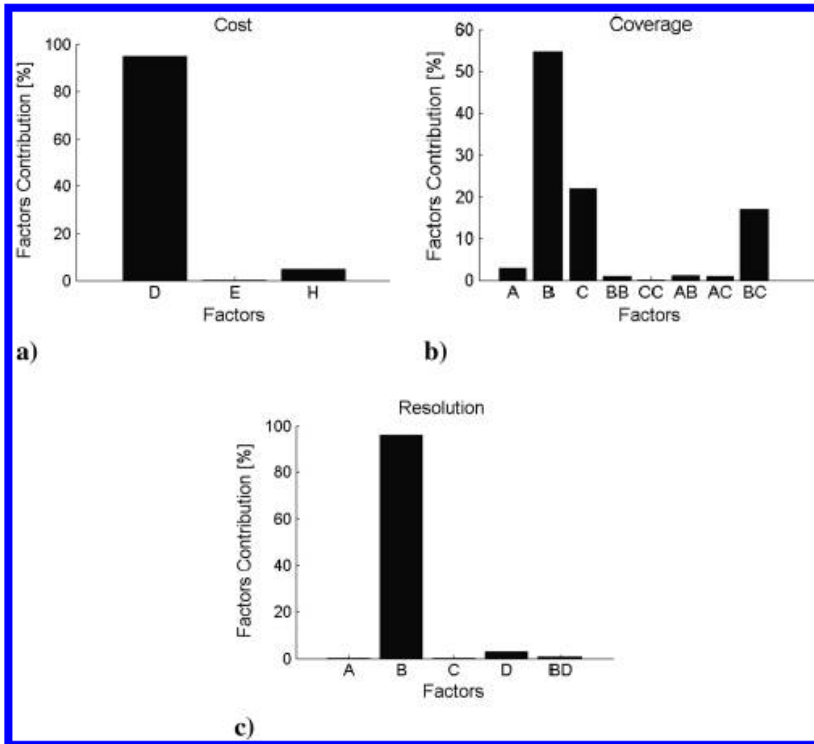 Cost
Factors Contribution [%]
100
80
60
40
20
0
D E H
Factors
a)
Coverage
Factors Contribution [%]
60
50
40
30
20
10
0
A B C BB CC AB AC BC
Factors
b)
Resolution
Factors Contribution [%]
100
80
60
40
20
0
A B C D BD
Factors
c)